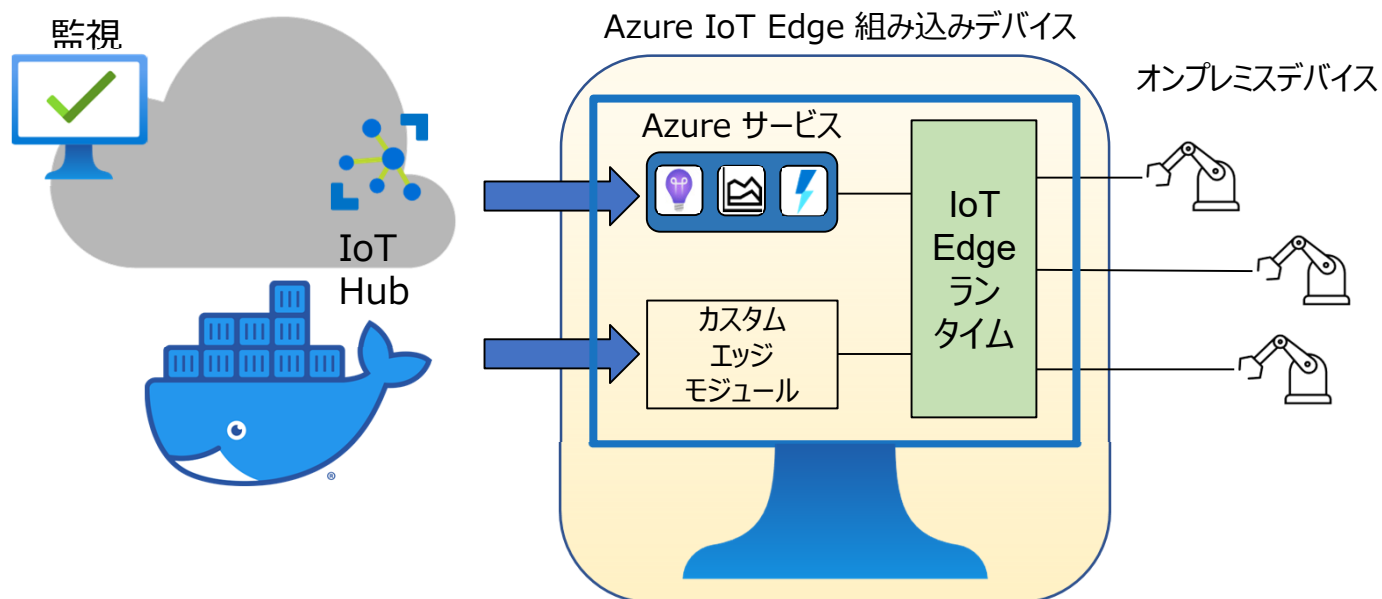 監視
Azure IoT Edge 組み込みデバイス
オンプレミスデバイス
Azure サービス
IoT
Hub
IoT
Edge
ラン
タイム
カスタム
エッジ
モジュール
®